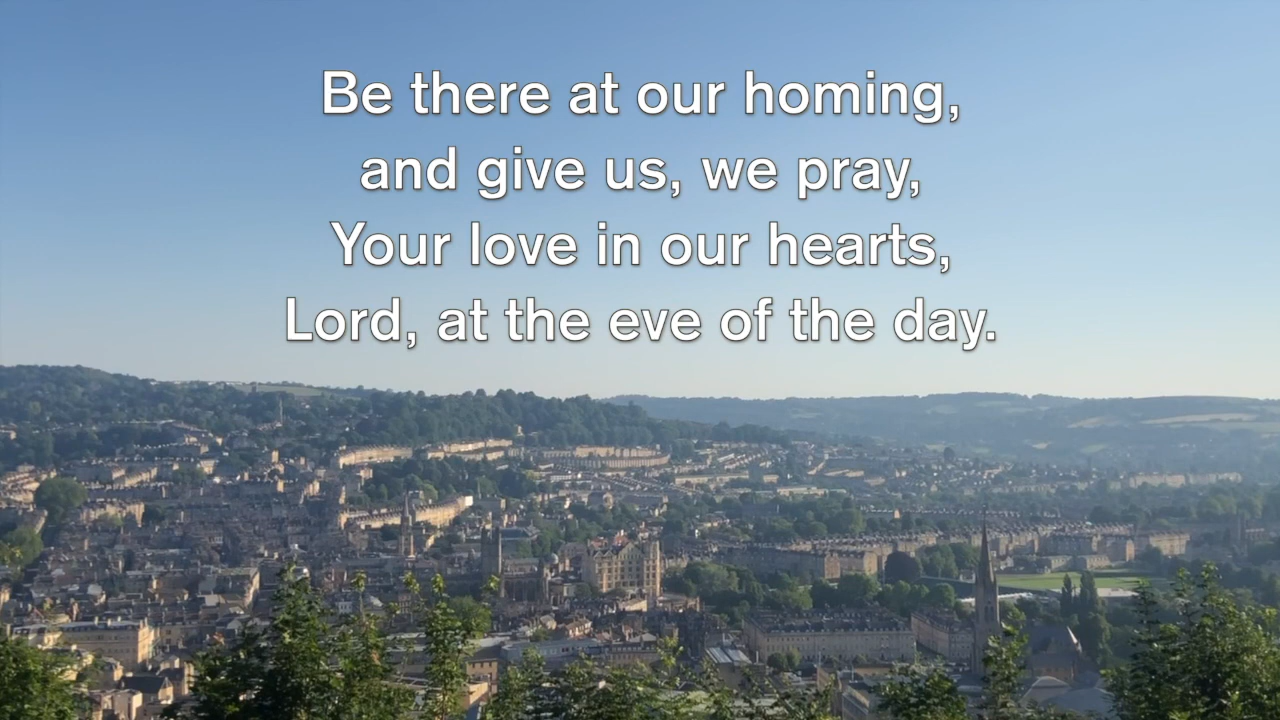 Be there at our homing,
and give us, we pray,
Your love in our hearts,
Lord, at the eve of the day.